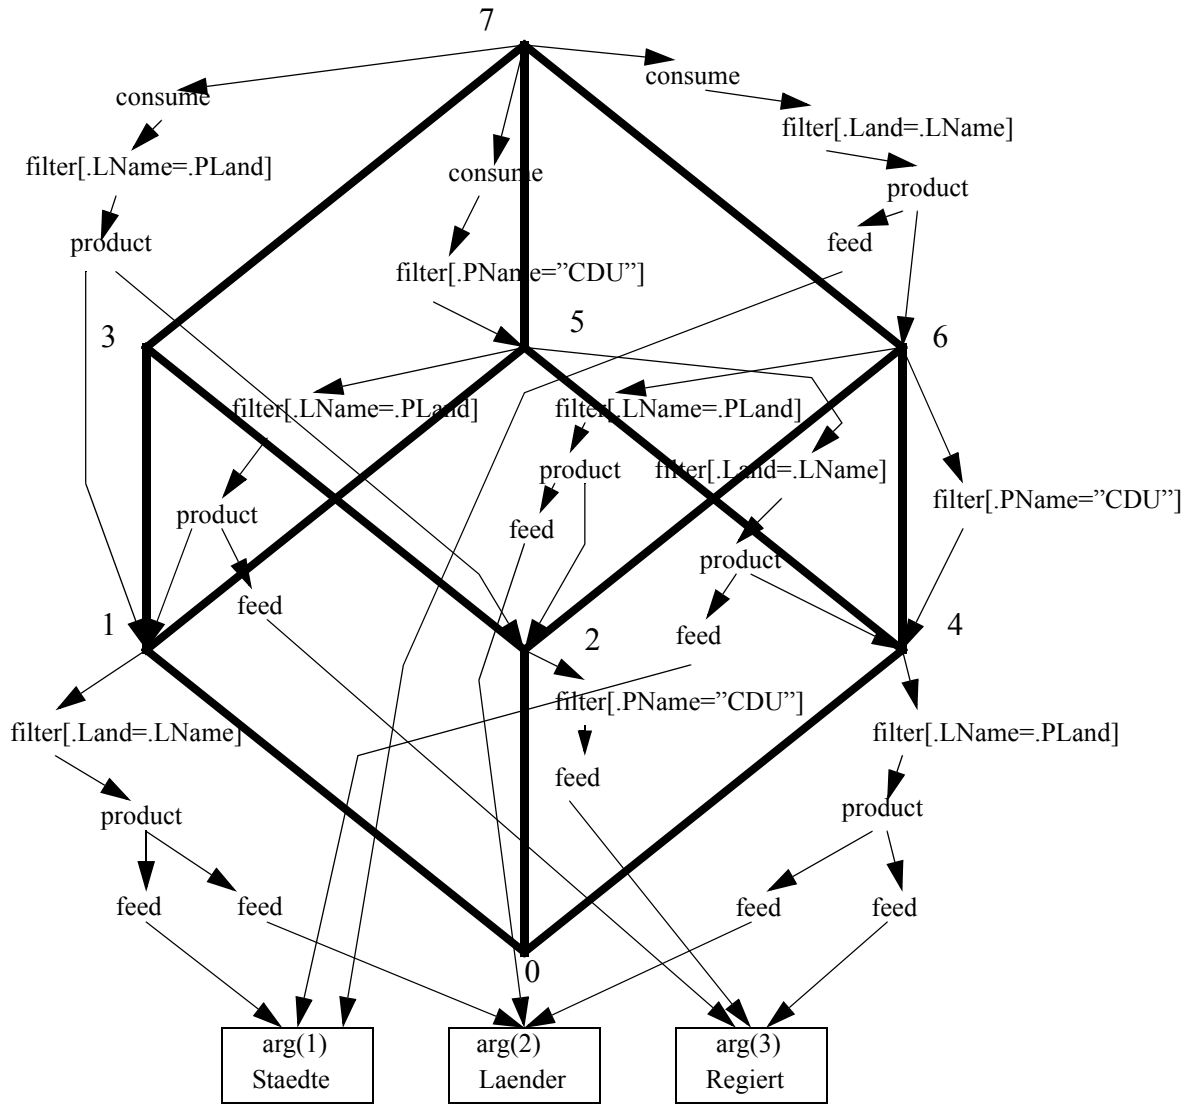 7
consume
consume
filter[.Land=.LName]
filter[.LName=.PLand]
consume
product
product
feed
filter[.PName=”CDU”]
3
5
6
filter[.LName=.PLand]
filter[.LName=.PLand]
product
filter[.Land=.LName]
filter[.PName=”CDU”]
product
feed
product
feed
1
2
4
feed
filter[.PName=”CDU”]
filter[.Land=.LName]
filter[.LName=.PLand]
feed
product
product
feed
feed
feed
feed
0
arg(1)
Staedte
arg(2)
Laender
arg(3)
Regiert